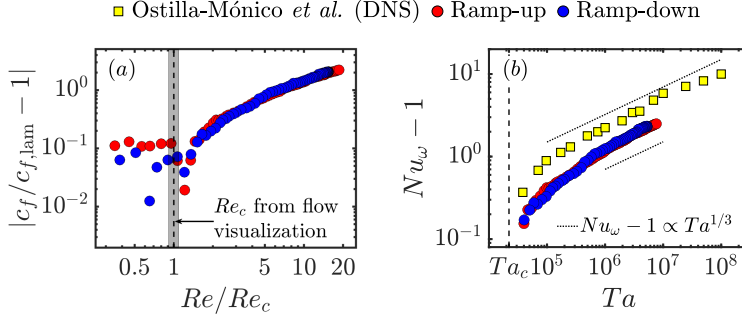 Ostilla-Mónico et al. (DNS) Ramp-up Ramp-down
(a)
|c_f/c_{f,lam} − 1|
10^0
10^{-1}
10^{-2}
Re_c from flow
visualization
0.5 1 5 10 20
Re/Re_c
(b)
Nu_ω − 1
10^1
10^0
10^{-1}
Nu_ω − 1 ∝ Ta^{1/3}
Ta_c 10^5 10^6 10^7 10^8
Ta